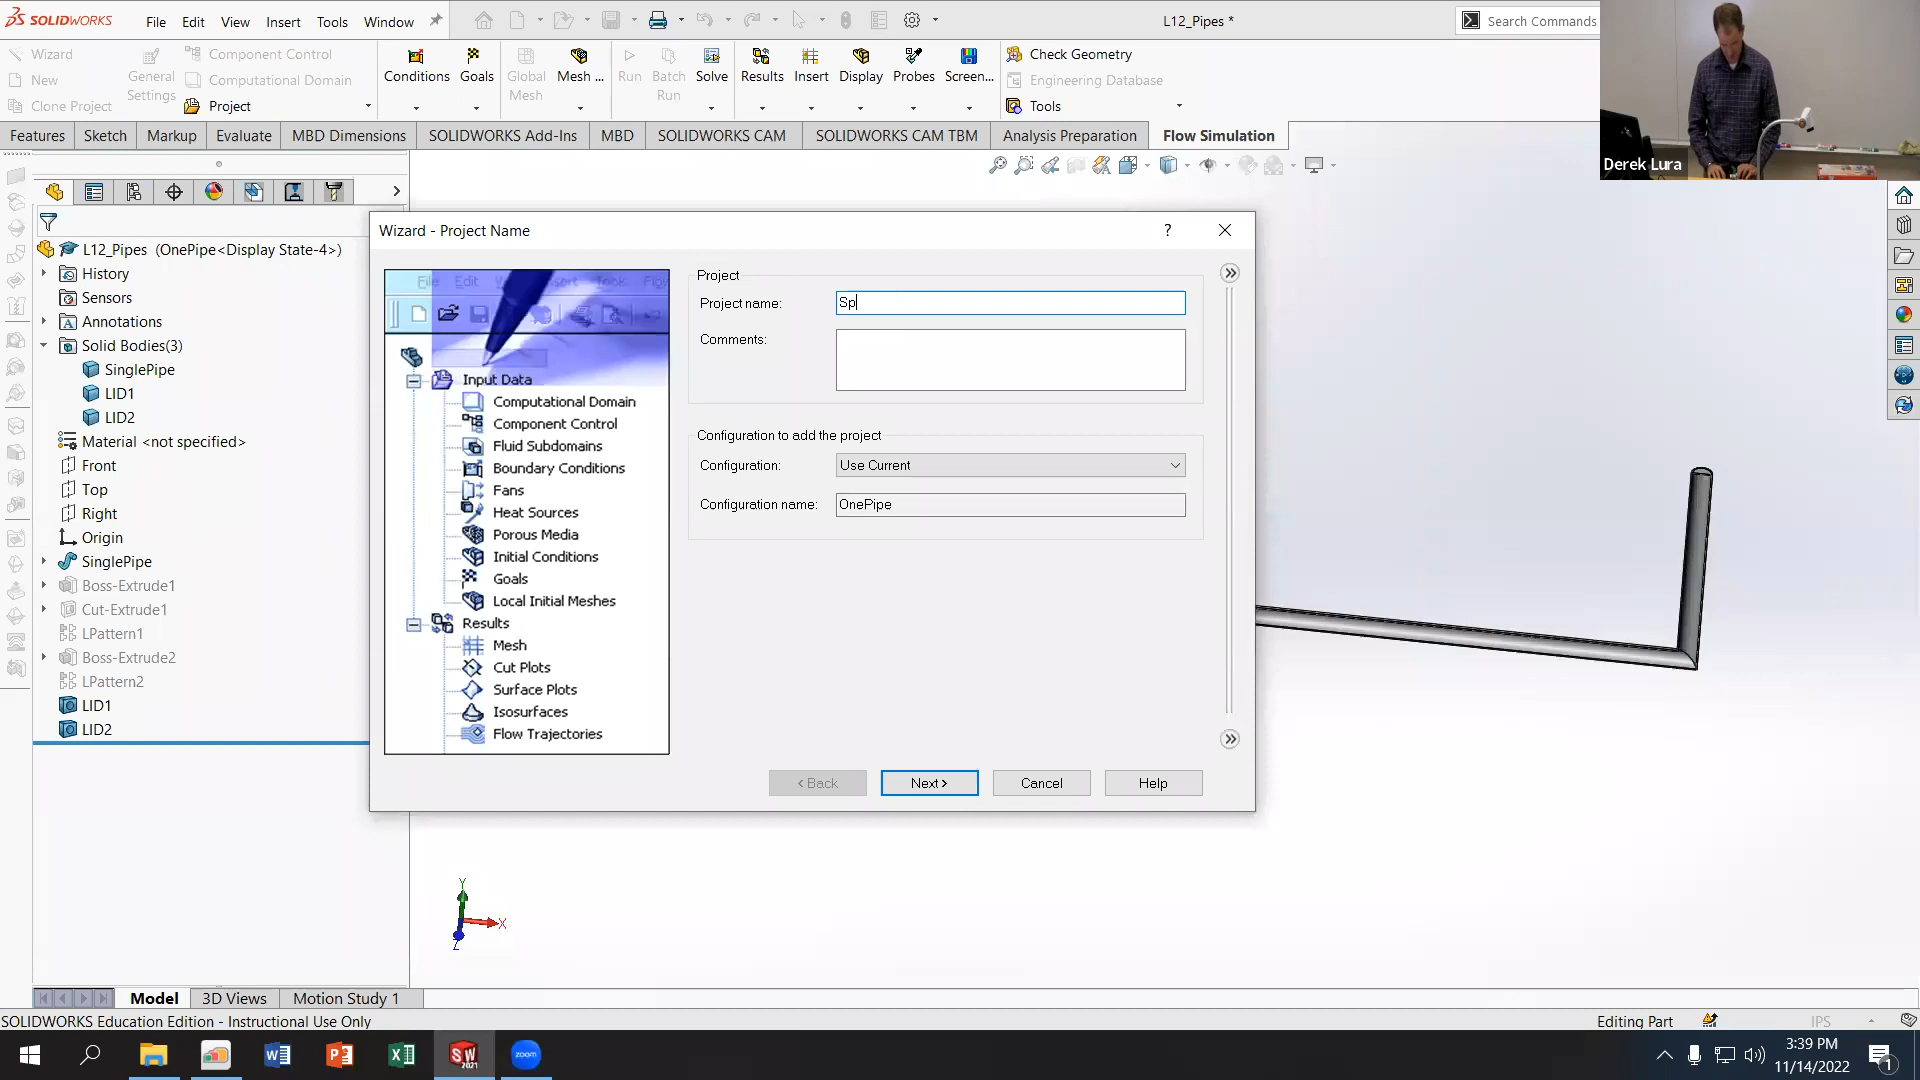 SOLIDWORKS
File Edit View Insert Tools Window
L12_Pipes *
Search Commands
Wizard
New
Clone Project
General Settings
Component Control
Computational Domain
Project
Conditions
Goals
Global Mesh
Mesh ...
Run
Batch Run
Solve
Results
Insert
Display
Probes
Screen...
Check Geometry
Engineering Database
Tools
Features Sketch Markup Evaluate MBD Dimensions SOLIDWORKS Add-Ins MBD SOLIDWORKS CAM SOLIDWORKS CAM TBM Analysis Preparation Flow Simulation
Derek Lura
L12_Pipes (OnePipe<Display State-4>)
History
Sensors
Annotations
Solid Bodies(3)
SinglePipe
LID1
LID2
Material <not specified>
Front
Top
Right
Origin
SinglePipe
Boss-Extrude1
Cut-Extrude1
LPattern1
Boss-Extrude2
LPattern2
LID1
LID2
Wizard - Project Name
?
File Edit
Input Data
Computational Domain
Component Control
Fluid Subdomains
Boundary Conditions
Fans
Heat Sources
Porous Media
Initial Conditions
Goals
Local Initial Meshes
Results
Mesh
Cut Plots
Surface Plots
Isosurfaces
Flow Trajectories
Project
Project name: Sp
Comments:
Configuration to add the project
Configuration: Use Current
Configuration name: OnePipe
< Back Next > Cancel Help
Y
X
Z
Model 3D Views Motion Study 1
SOLIDWORKS Education Edition - Instructional Use Only
Editing Part
IPS
SW 2021
zoom
3:39 PM
11/14/2022
1